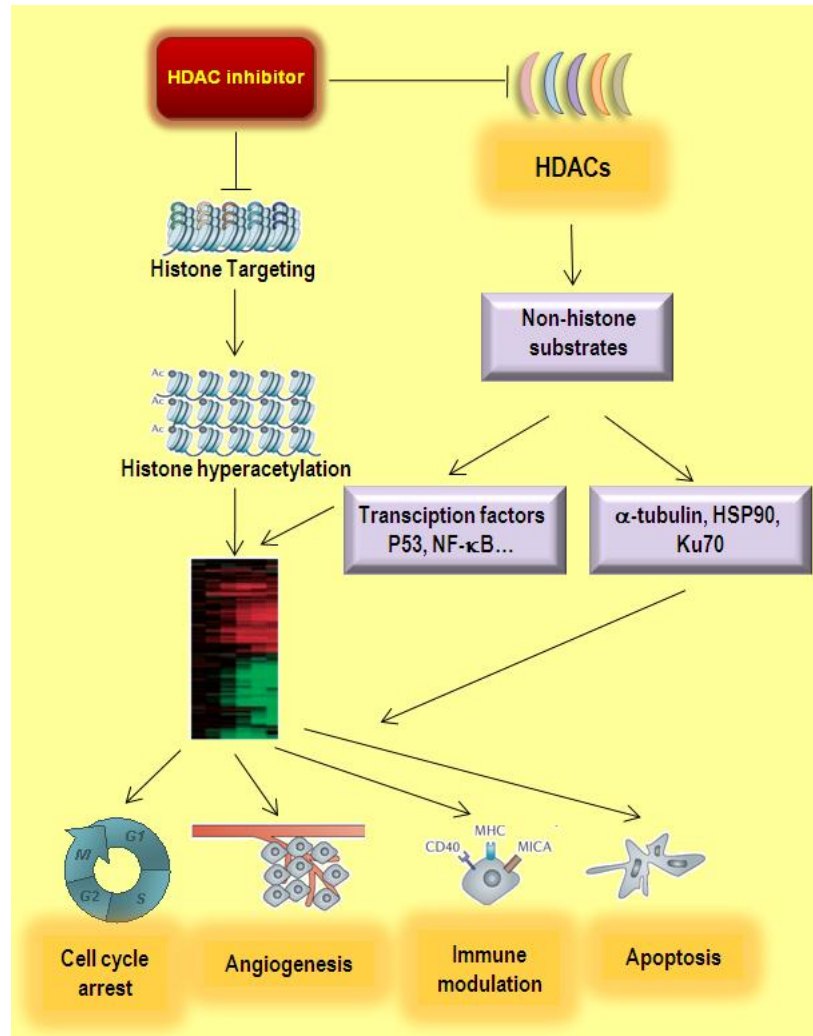 HDAC inhibitor
HDACs
Histone Targeting
Non-histone
substrates
Ac
Ac
Ac
Histone hyperacetylation
Transciption factors
P53, NF-κB...
α-tubulin, HSP90,
Ku70
G1
M
G2
S
CD40
MHC
MICA
Cell cycle
arrest
Angiogenesis
Immune
modulation
Apoptosis